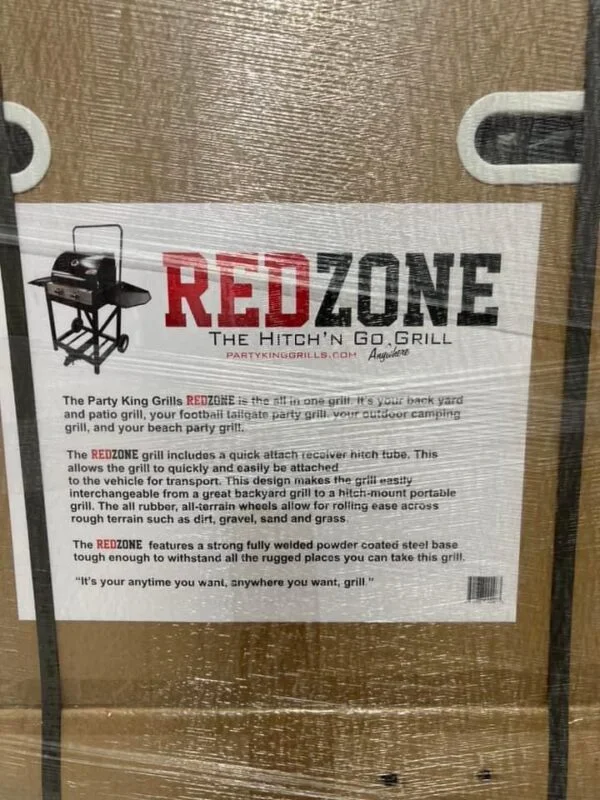 REDZONE
THE HITCH'N GO Anywhere GRILL
PARTYKINGGRILLS.COM
The Party King Grills REDZONE is the all in one grill. It's your back yard
and patio grill, your football tailgate party grill, your outdoor camping
grill, and your beach party grill.
The REDZONE grill includes a quick attach receiver hitch tube. This
allows the grill to quickly and easily be attached
to the vehicle for transport. This design makes the grill easily
interchangeable from a great backyard grill to a hitch-mount portable
grill. The all rubber, all-terrain wheels allow for rolling ease across
rough terrain such as dirt, gravel, sand and grass.
The REDZONE features a strong fully welded powder coated steel base
tough enough to withstand all the rugged places you can take this grill.
"It's your anytime you want, anywhere you want, grill."